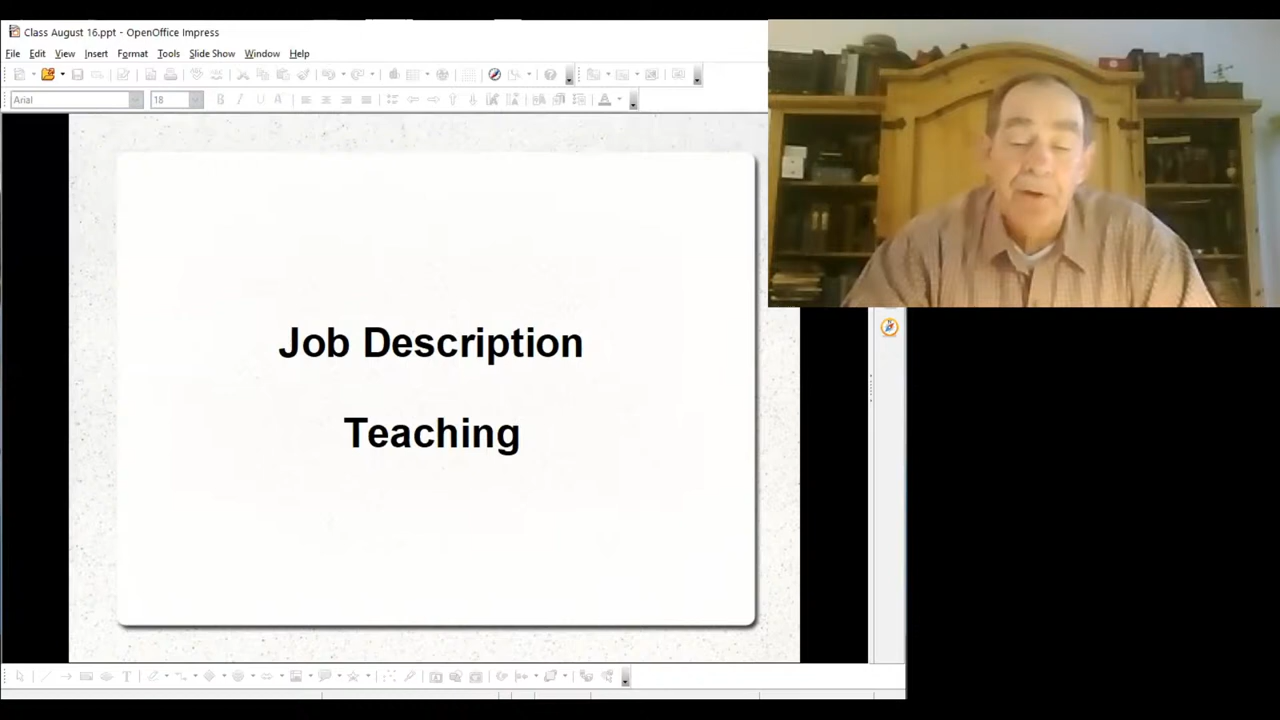 Class August 16.ppt - OpenOffice Impress
File Edit View Insert Format Tools Slide Show Window Help
Arial 18
Job Description
Teaching